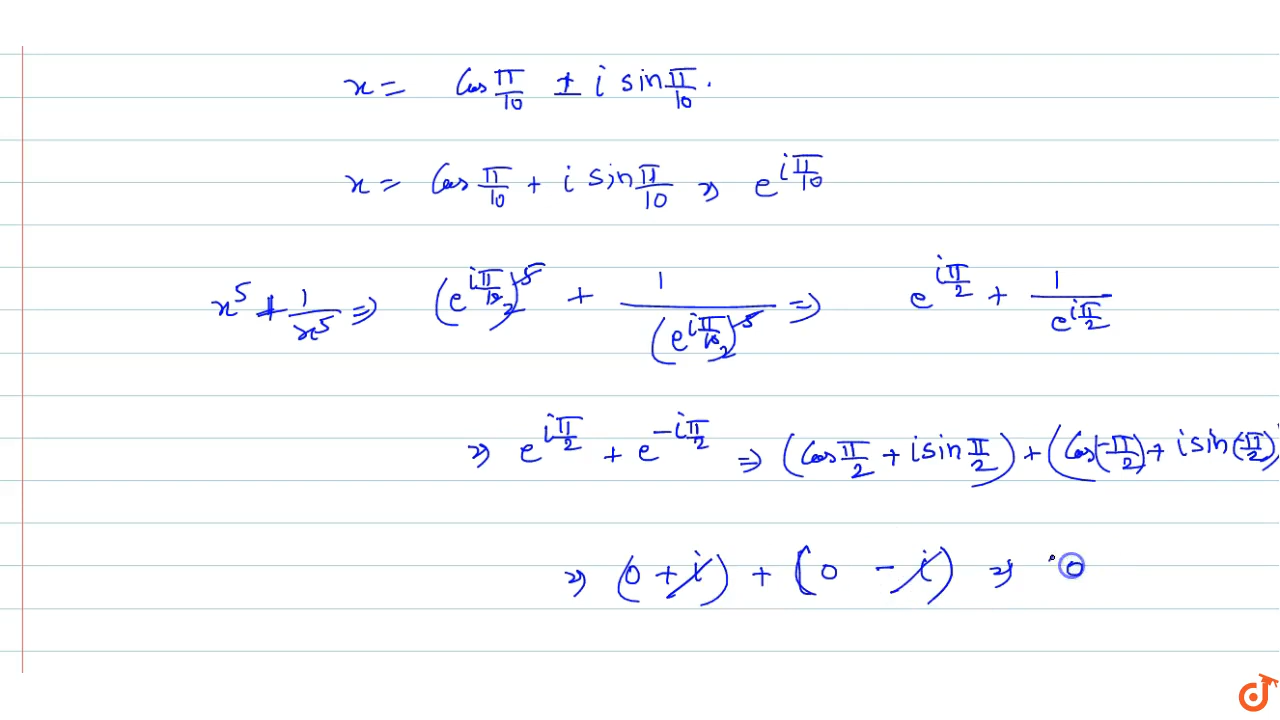 x = Cos π/10 ± i sin π/10.
x = Cos π/10 + i sin π/10 ⇒ e^(iπ/10)
x^5 + 1/x^5 ⇒ (e^(iπ/10))^5 + 1/(e^(iπ/10))^5 ⇒ e^(iπ/2) + 1/e^(iπ/2)
⇒ e^(iπ/2) + e^(-iπ/2) ⇒ (Cos π/2 + i sin π/2) + (Cos(-π/2) + i sin(-π/2))
⇒ (0 + i) + (0 - i) ⇒ 0
d